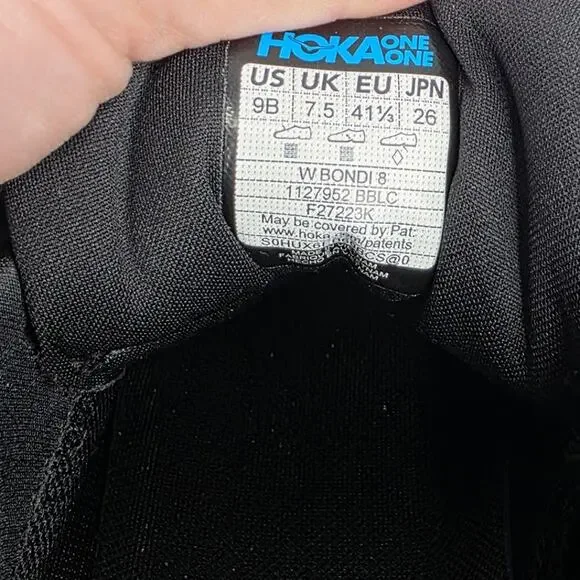 HOKA ONE ONE
US UK EU JPN
9B 7.5 41⅓ 26
W BONDI 8
1127952 BBLC
F27223K
May be covered by Pat:
www.hoka. /patents